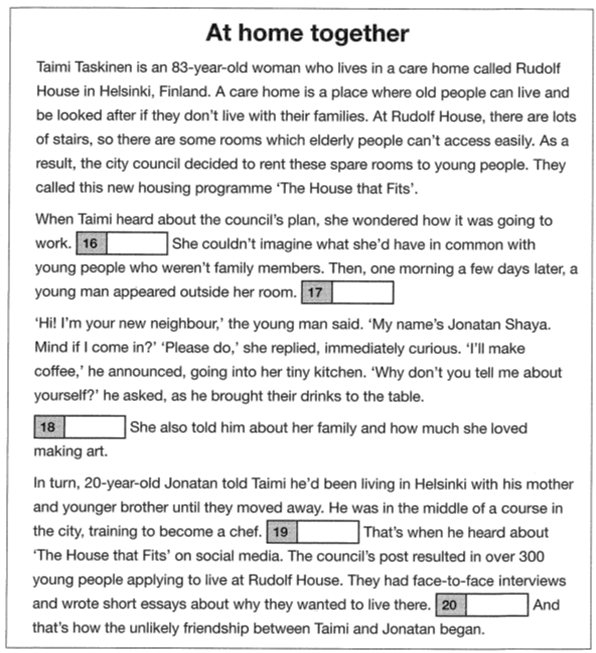 At home together
Taimi Taskinen is an 83-year-old woman who lives in a care home called Rudolf
House in Helsinki, Finland. A care home is a place where old people can live and
be looked after if they don't live with their families. At Rudolf House, there are lots
of stairs, so there are some rooms which elderly people can't access easily. As a
result, the city council decided to rent these spare rooms to young people. They
called this new housing programme 'The House that Fits'.
When Taimi heard about the council's plan, she wondered how it was going to
work. 16 She couldn't imagine what she'd have in common with
young people who weren't family members. Then, one morning a few days later, a
young man appeared outside her room. 17
'Hi! I'm your new neighbour,' the young man said. 'My name's Jonatan Shaya.
Mind if I come in?' 'Please do,' she replied, immediately curious. 'I'll make
coffee,' he announced, going into her tiny kitchen. 'Why don't you tell me about
yourself?' he asked, as he brought their drinks to the table.
18 She also told him about her family and how much she loved
making art.
In turn, 20-year-old Jonatan told Taimi he'd been living in Helsinki with his mother
and younger brother until they moved away. He was in the middle of a course in
the city, training to become a chef. 19 That's when he heard about
'The House that Fits' on social media. The council's post resulted in over 300
young people applying to live at Rudolf House. They had face-to-face interviews
and wrote short essays about why they wanted to live there. 20 And
that's how the unlikely friendship between Taimi and Jonatan began.